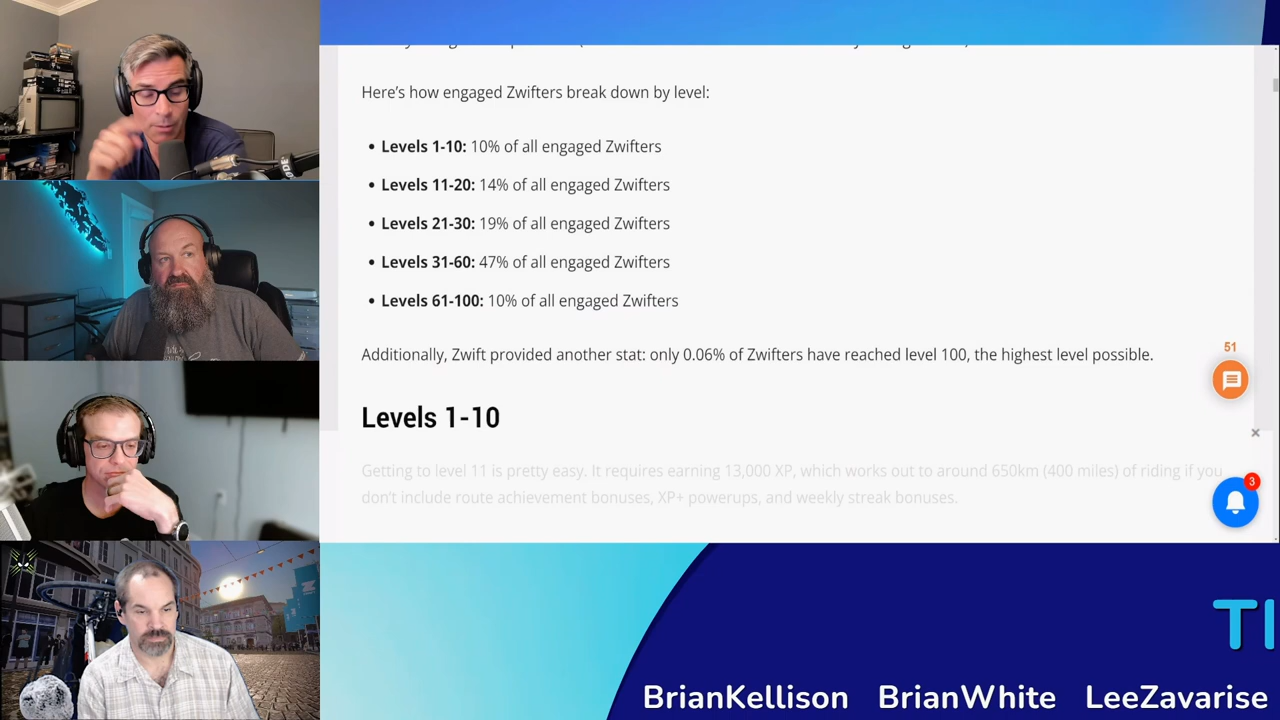 Here's how engaged Zwifters break down by level:
• Levels 1-10: 10% of all engaged Zwifters
• Levels 11-20: 14% of all engaged Zwifters
• Levels 21-30: 19% of all engaged Zwifters
• Levels 31-60: 47% of all engaged Zwifters
• Levels 61-100: 10% of all engaged Zwifters
Additionally, Zwift provided another stat: only 0.06% of Zwifters have reached level 100, the highest level possible.
51
Levels 1-10
×
Getting to level 11 is pretty easy. It requires earning 13,000 XP, which works out to around 650km (400 miles) of riding if you
don't include route achievement bonuses, XP+ powerups, and weekly streak bonuses.
3
TI
BrianKellison BrianWhite LeeZavarise